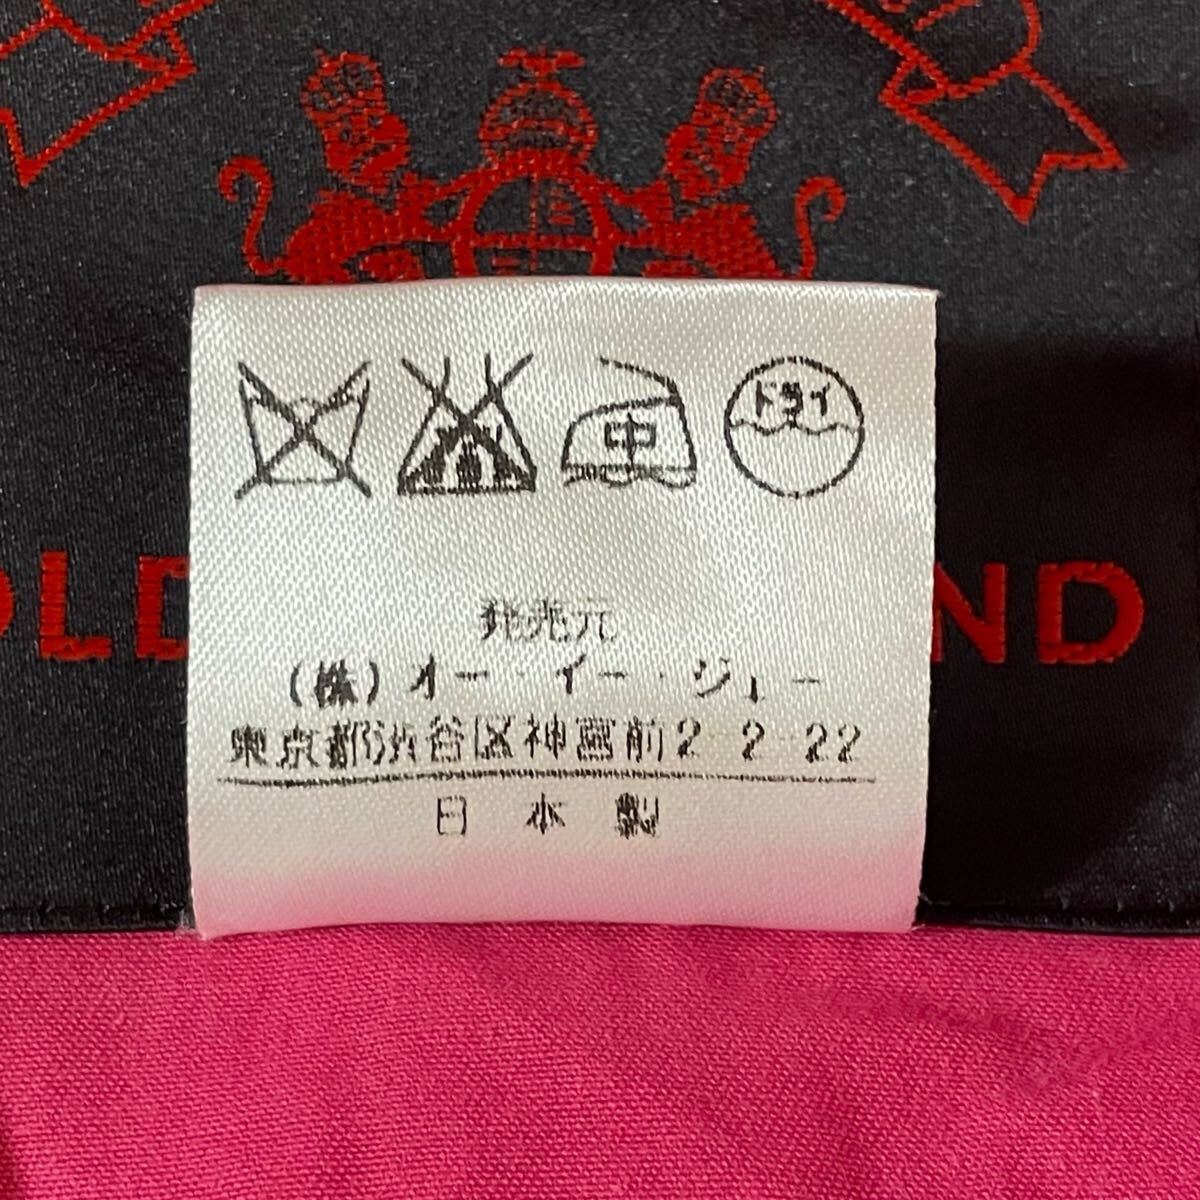 中 ドライ
OLD ND
発売元
(株) オー・イー・ジェー
東京都渋谷区神宮前2-2-22
日本製